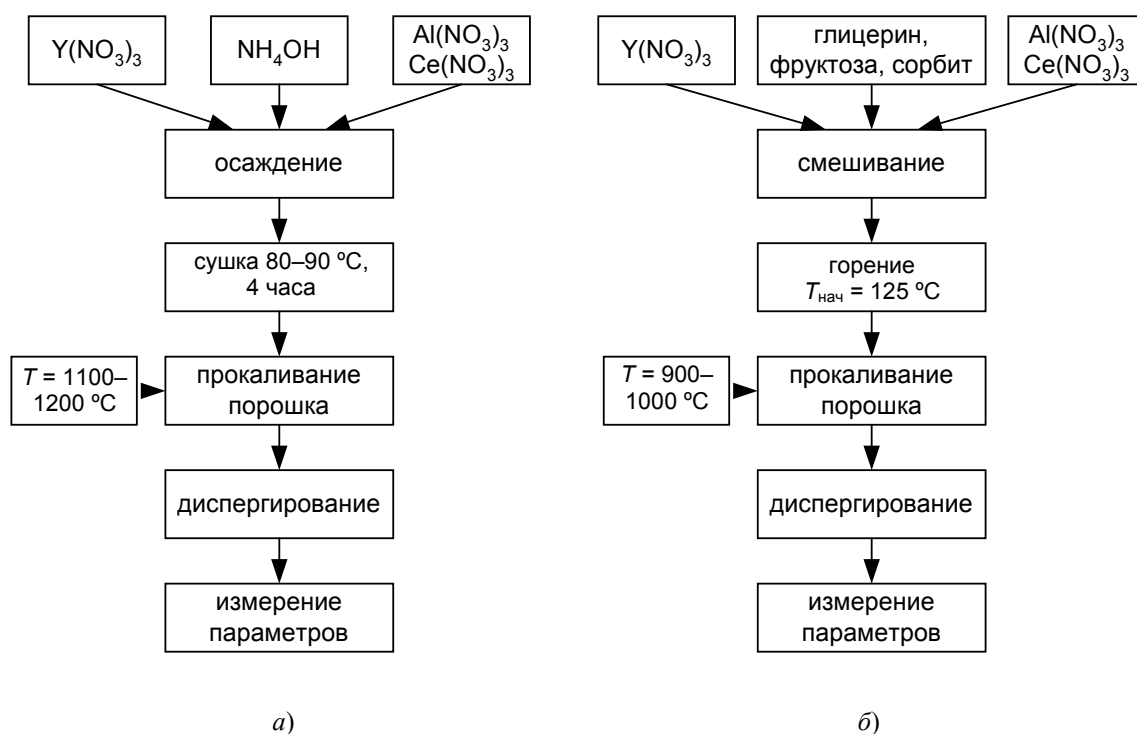 Y(NO3)3
NH4OH
Al(NO3)3
Ce(NO3)3
осаждение
сушка 80–90 ºС,
4 часа
T = 1100–
1200 ºС
прокаливание
порошка
диспергирование
измерение
параметров
а)
Y(NO3)3
глицерин,
фруктоза, сорбит
Al(NO3)3
Ce(NO3)3
смешивание
горение
Tнач = 125 ºС
T = 900–
1000 ºС
прокаливание
порошка
диспергирование
измерение
параметров
б)